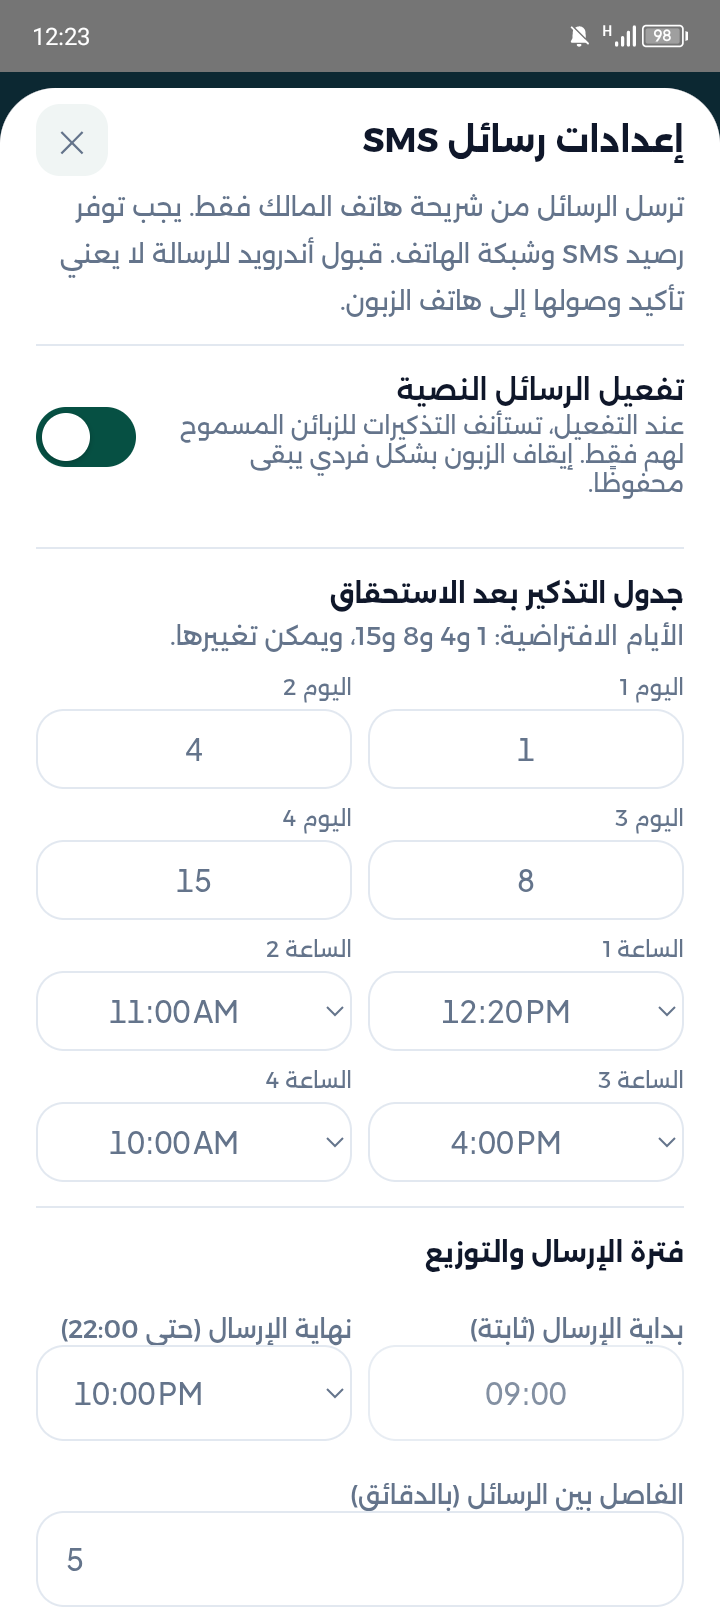 12:23
H
98
إعدادات رسائل SMS
ترسل الرسائل من شريحة هاتف المالك فقط. يجب توفر
رصيد SMS وشبكة الهاتف. قبول أندرويد للرسالة لا يعني
تأكيد وصولها إلى هاتف الزبون.
تفعيل الرسائل النصية
عند التفعيل، تستأنف التذكيرات للزبائن المسموح
لهم فقط. إيقاف الزبون بشكل فردي يبقى
محفوظًا.
جدول التذكير بعد الاستحقاق
الأيام الافتراضية: 1 و4 و8 و15، ويمكن تغييرها.
اليوم 1
اليوم 2
1
4
اليوم 3
اليوم 4
8
15
الساعة 1
الساعة 2
12:20PM
11:00AM
الساعة 3
الساعة 4
4:00PM
10:00AM
فترة الإرسال والتوزيع
بداية الإرسال (ثابتة)
نهاية الإرسال (حتى 22:00)
09:00
10:00PM
الفاصل بين الرسائل (بالدقائق)
5